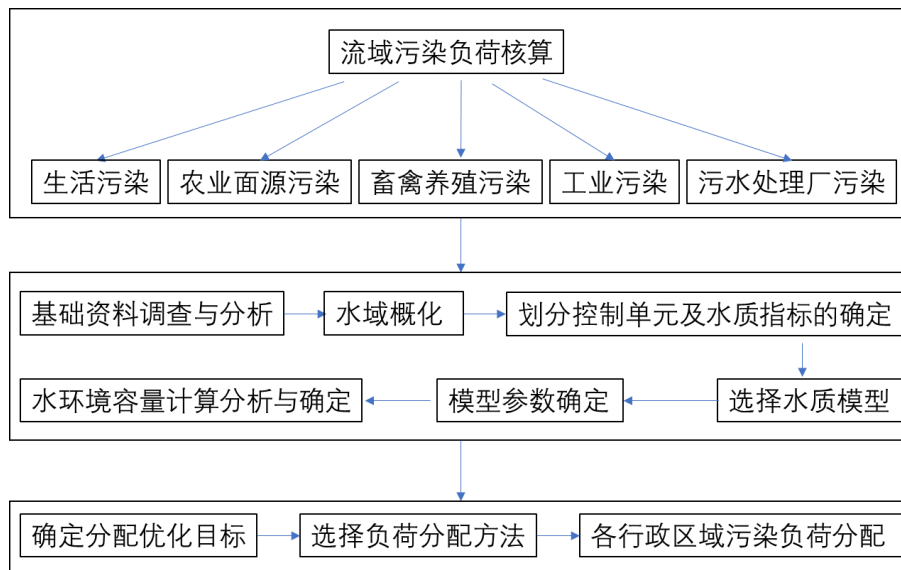 流域污染负荷核算
生活污染
农业面源污染
畜禽养殖污染
工业污染
污水处理厂污染
基础资料调查与分析
水域概化
划分控制单元及水质指标的确定
选择水质模型
模型参数确定
水环境容量计算分析与确定
确定分配优化目标
选择负荷分配方法
各行政区域污染负荷分配